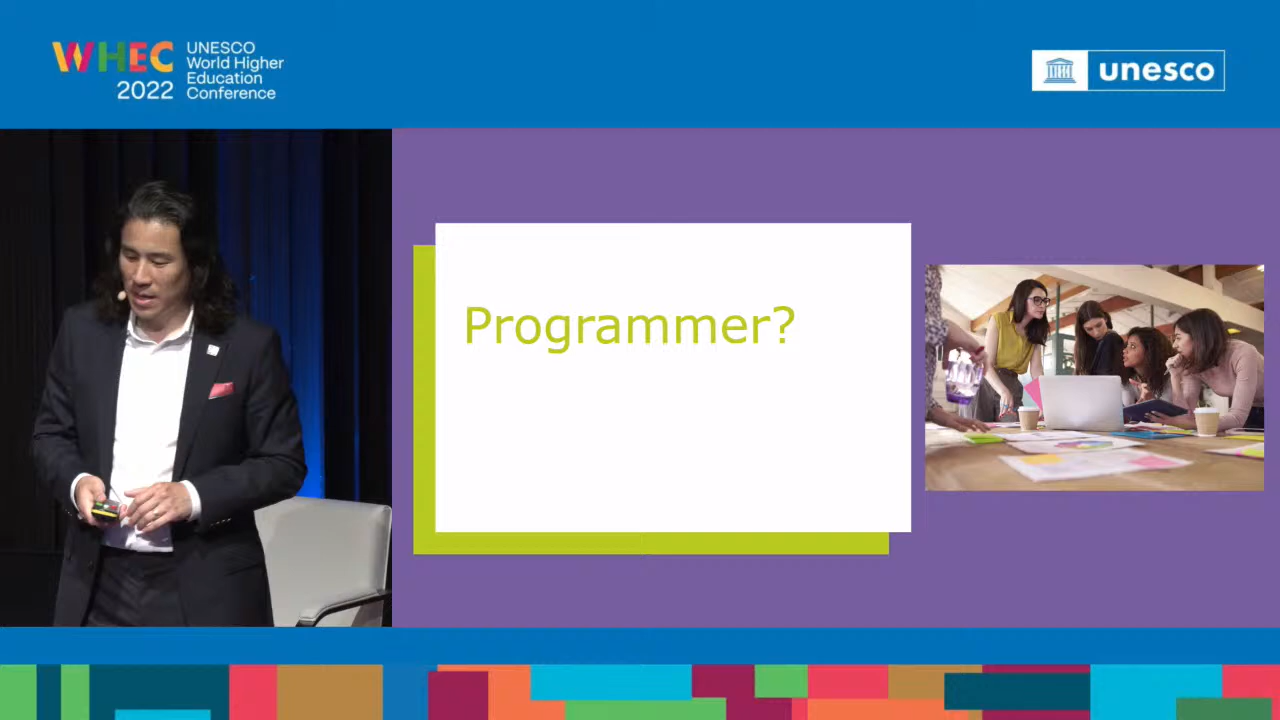 WHEC
2022
UNESCO
World Higher
Education
Conference
unesco
Programmer?